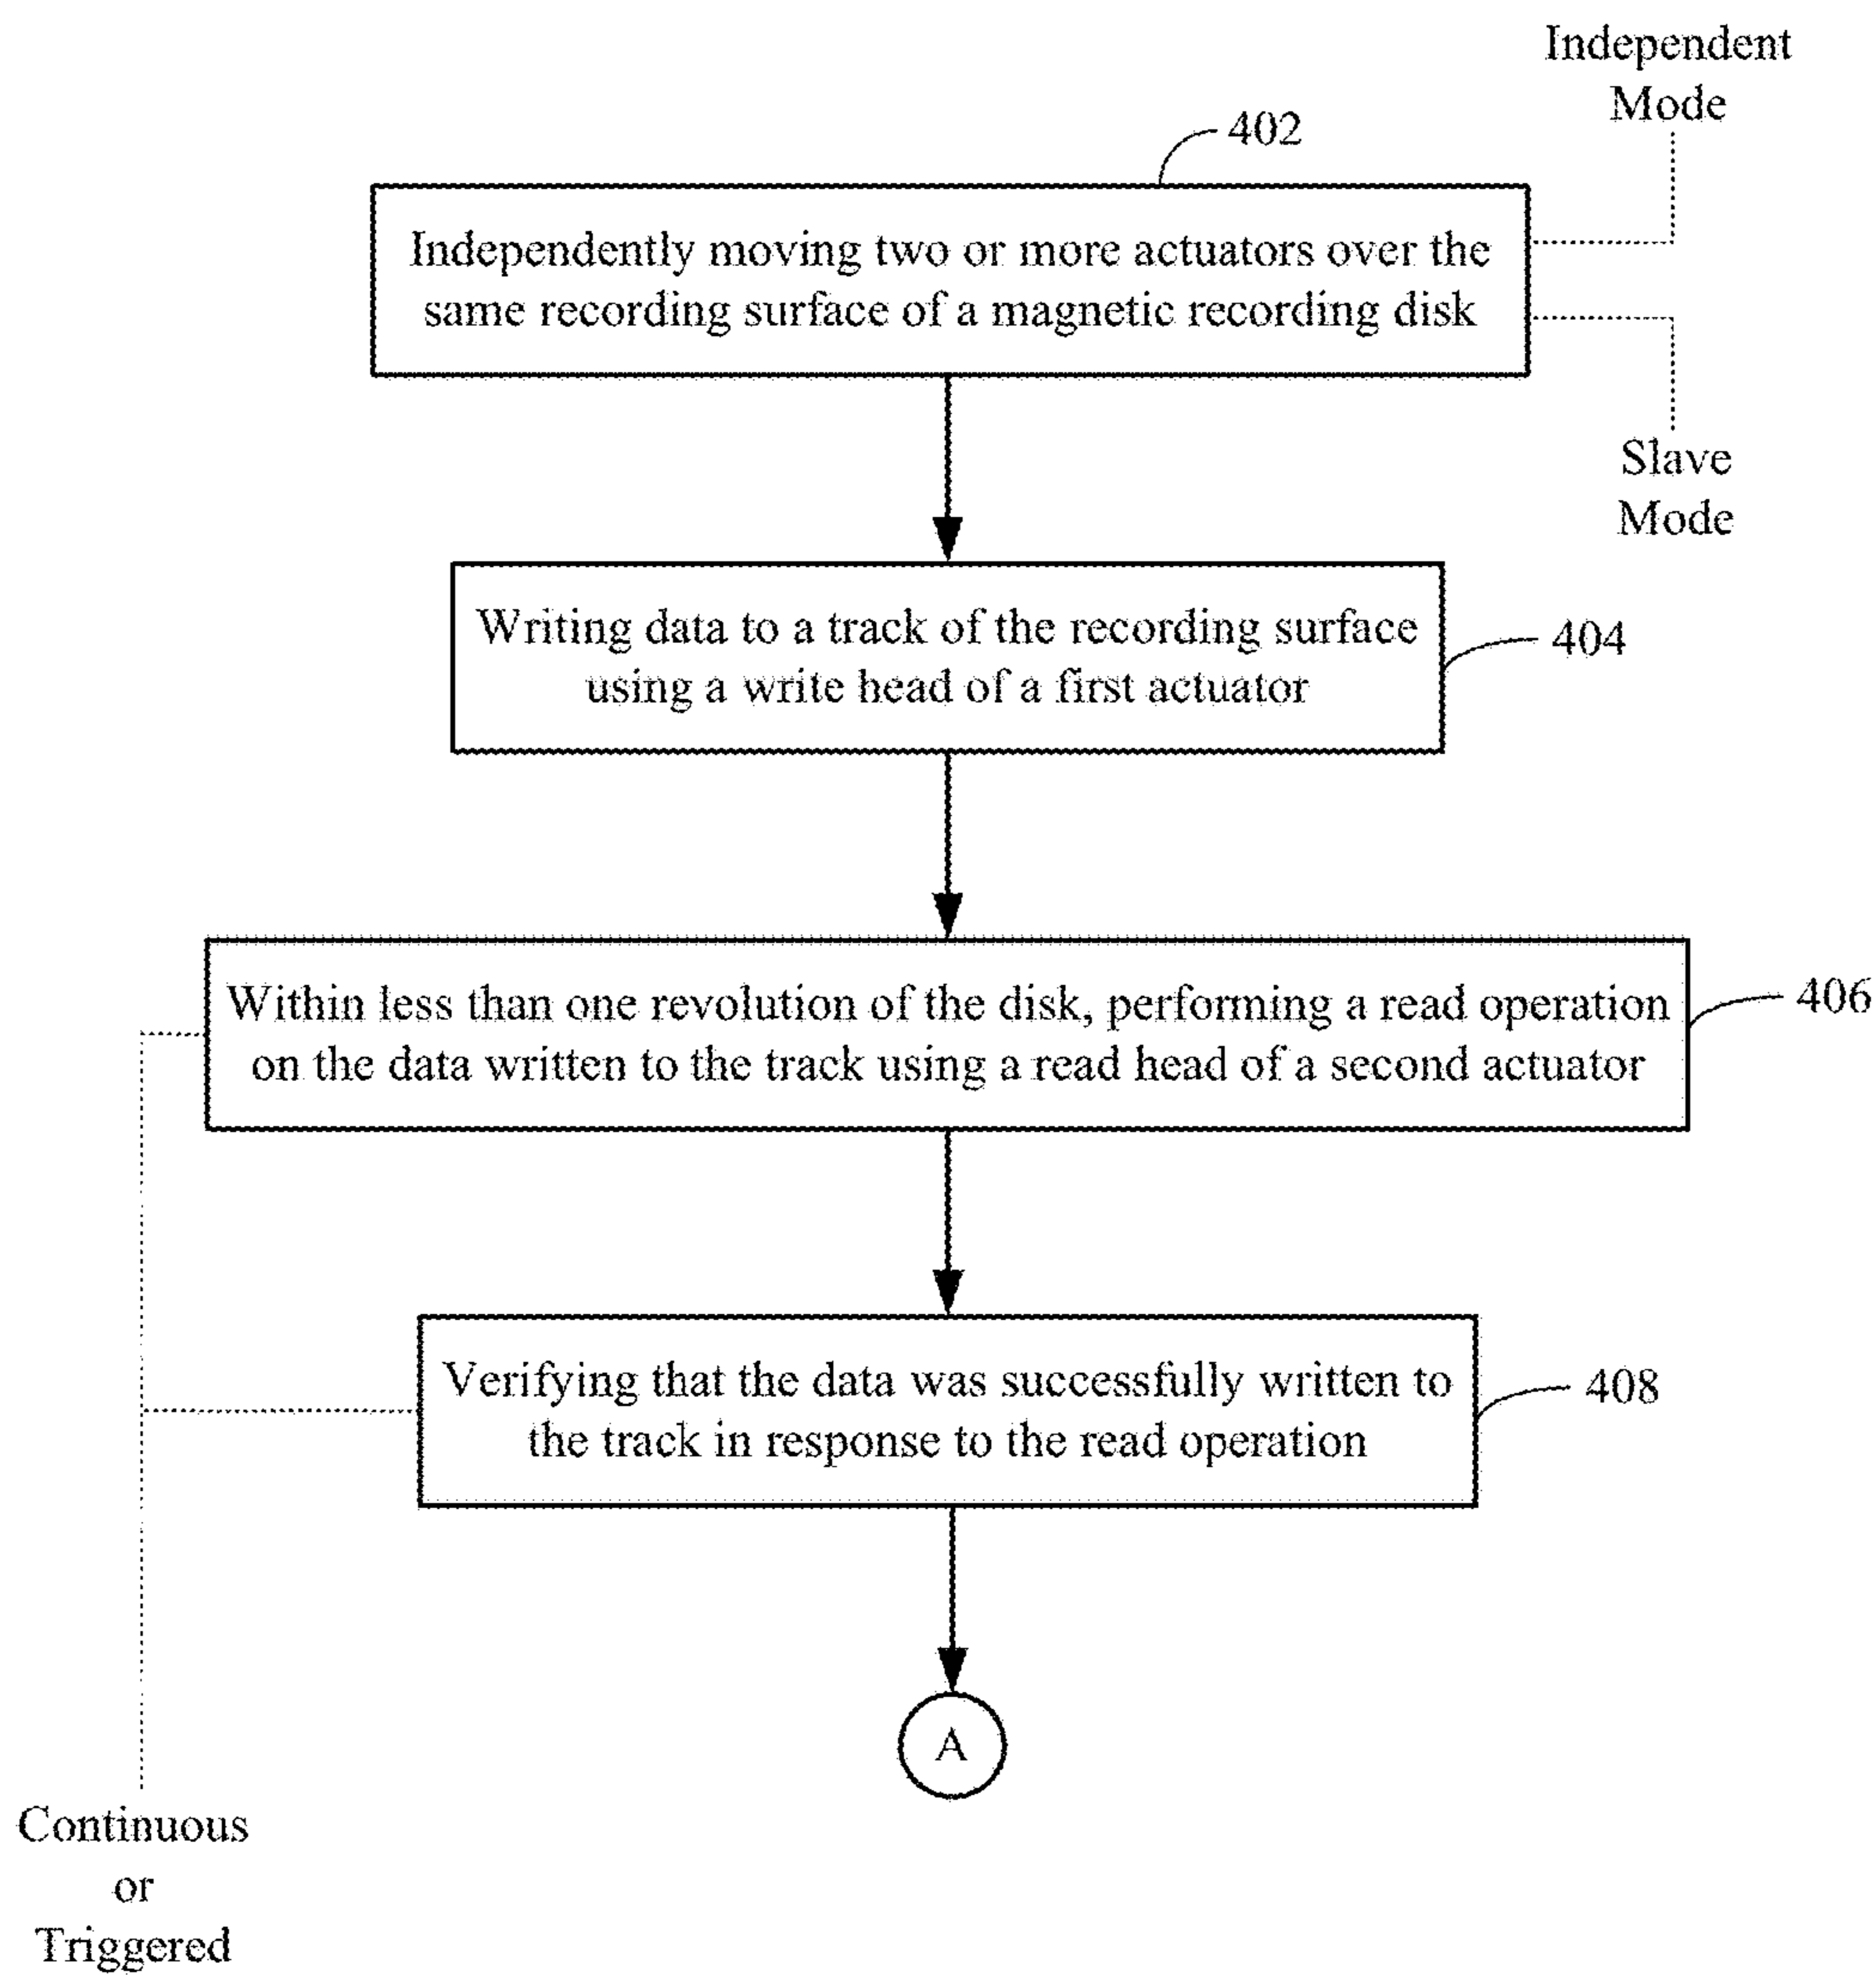 Independent
Mode
402
Independently moving two or more actuators over the
same recording surface of a magnetic recording disk
Slave
Mode
Writing data to a track of the recording surface
using a write head of a first actuator
404
Within less than one revolution of the disk, performing a read operation
on the data written to the track using a read head of a second actuator
406
Verifying that the data was successfully written to
the track in response to the read operation
408
A
Continuous
or
Triggered